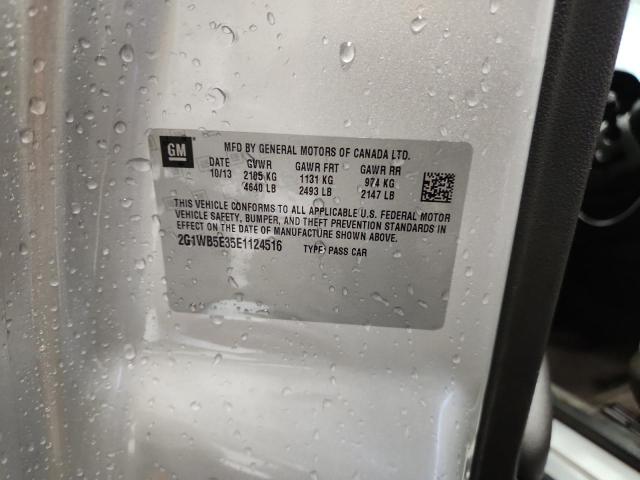 GM
MFD BY GENERAL MOTORS OF CANADA LTD.
DATE GVWR GAWR FRT GAWR RR
10/13 2105 KG 1131 KG 974 KG
4640 LB 2493 LB 2147 LB
THIS VEHICLE CONFORMS TO ALL APPLICABLE U.S. FEDERAL MOTOR
VEHICLE SAFETY, BUMPER, AND THEFT PREVENTION STANDARDS
IN EFFECT ON THE DATE OF MANUFACTURE SHOWN ABOVE.
2G1WB5E35E1124516 TYPE: PASS CAR